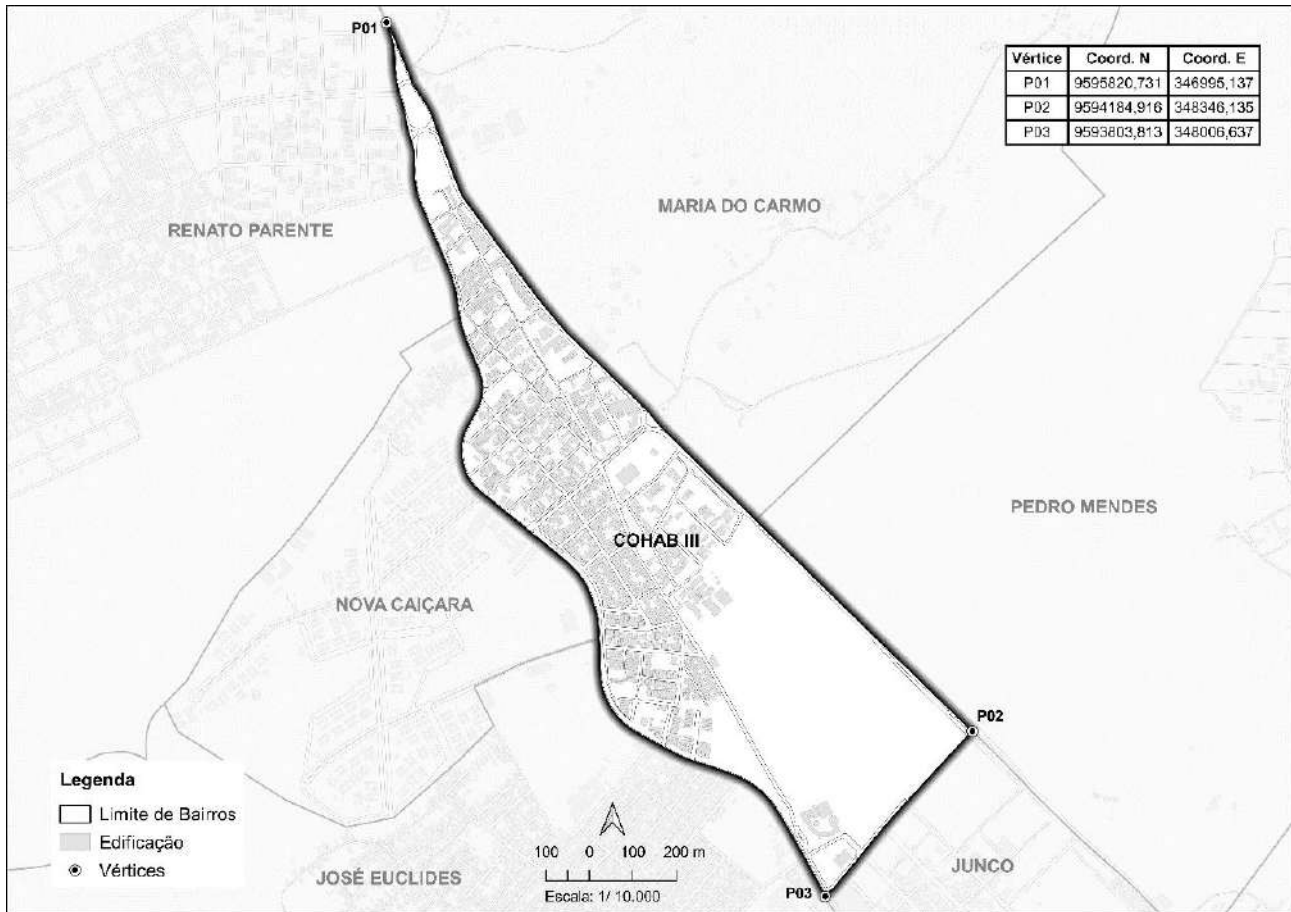 P01
Vértice Coord. N Coord. E
P01 9595820,731 346995,137
P02 9594184,916 348346,135
P03 9593803,813 348006,637
MARIA DO CARMO
RENATO PARENTE
PEDRO MENDES
COHAB III
NOVA CAIÇARA
P02
Legenda
Limite de Bairros
Edificação
Vértices
100 0 100 200 m
Escala: 1/ 10.000
JOSÉ EUCLIDES
JUNCO
P03